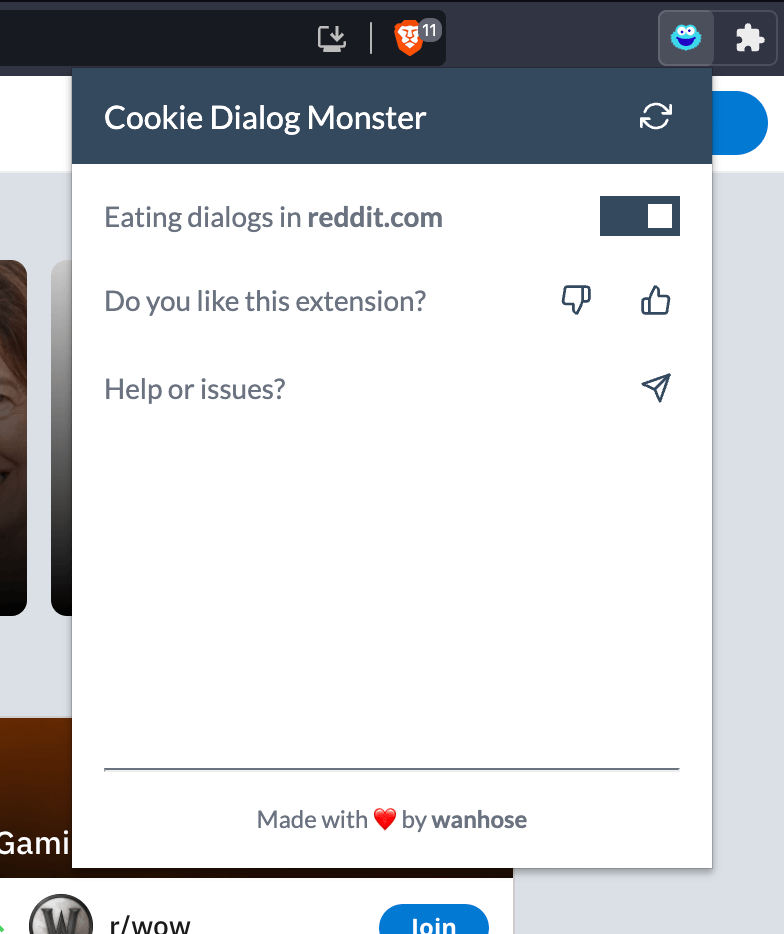 11
Cookie Dialog Monster
Eating dialogs in reddit.com
Do you like this extension?
Help or issues?
Made with ❤️ by wanhose
Gami
W
r/wow
Join